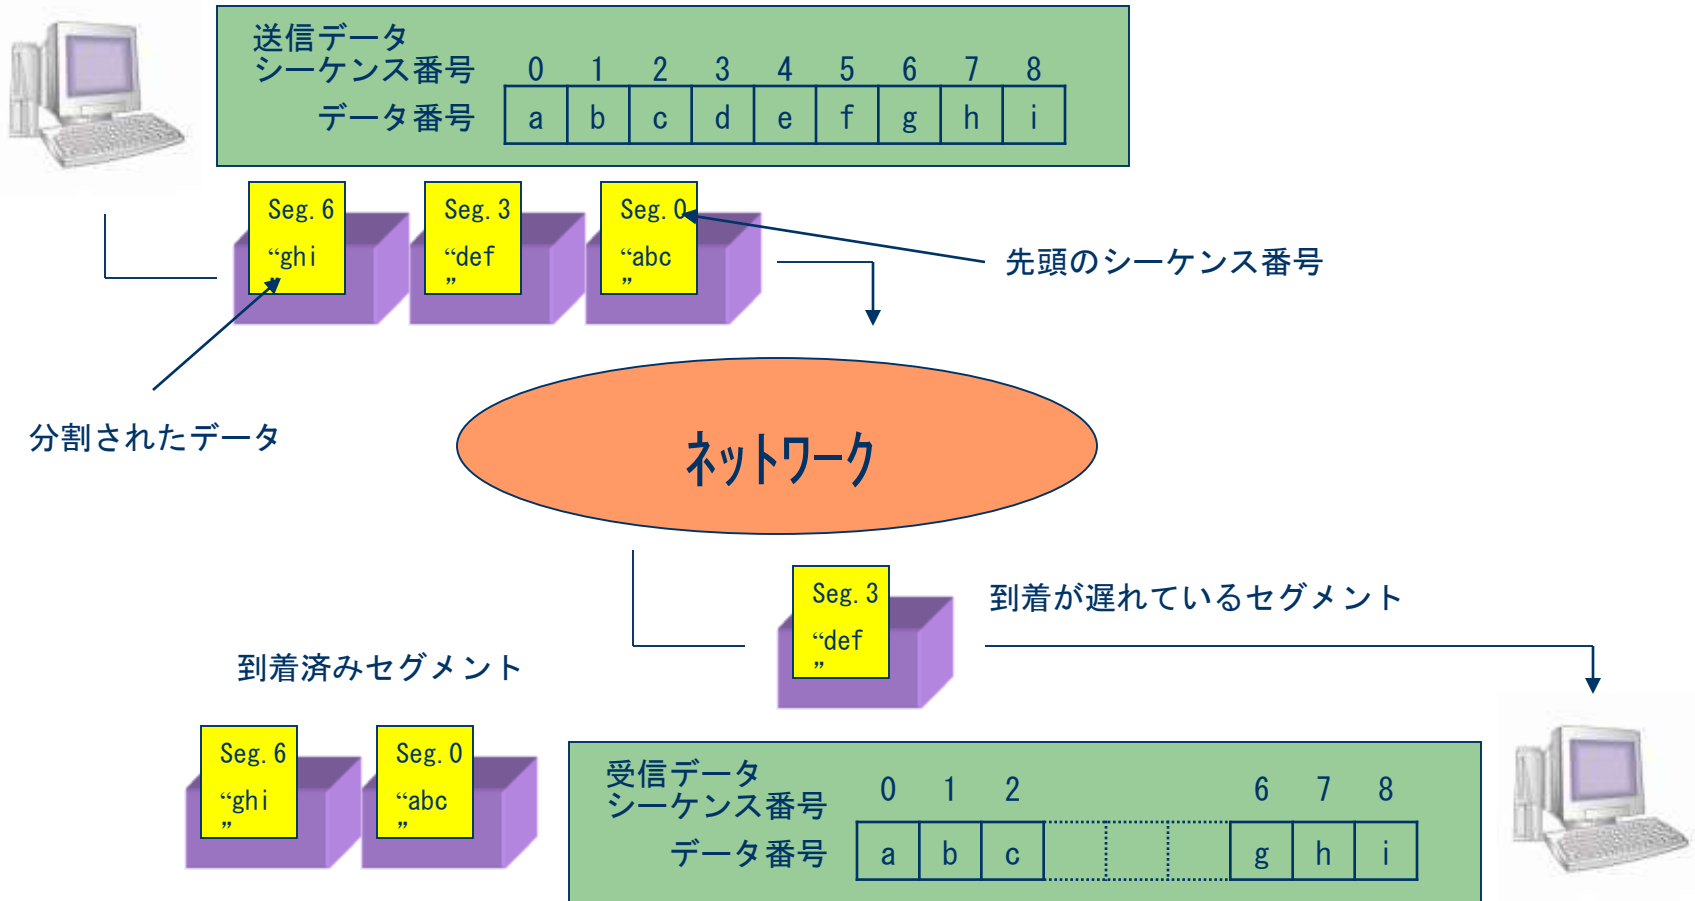 送信データ
シーケンス番号 0 1 2 3 4 5 6 7 8
データ番号 a b c d e f g h i
Seg.6
“ghi
”
Seg.3
“def
”
Seg.0
“abc
”
先頭のシーケンス番号
分割されたデータ
ネットワーク
Seg.3
“def
”
到着が遅れているセグメント
到着済みセグメント
Seg.6
“ghi
”
Seg.0
“abc
”
受信データ
シーケンス番号 0 1 2 6 7 8
データ番号 a b c g h i